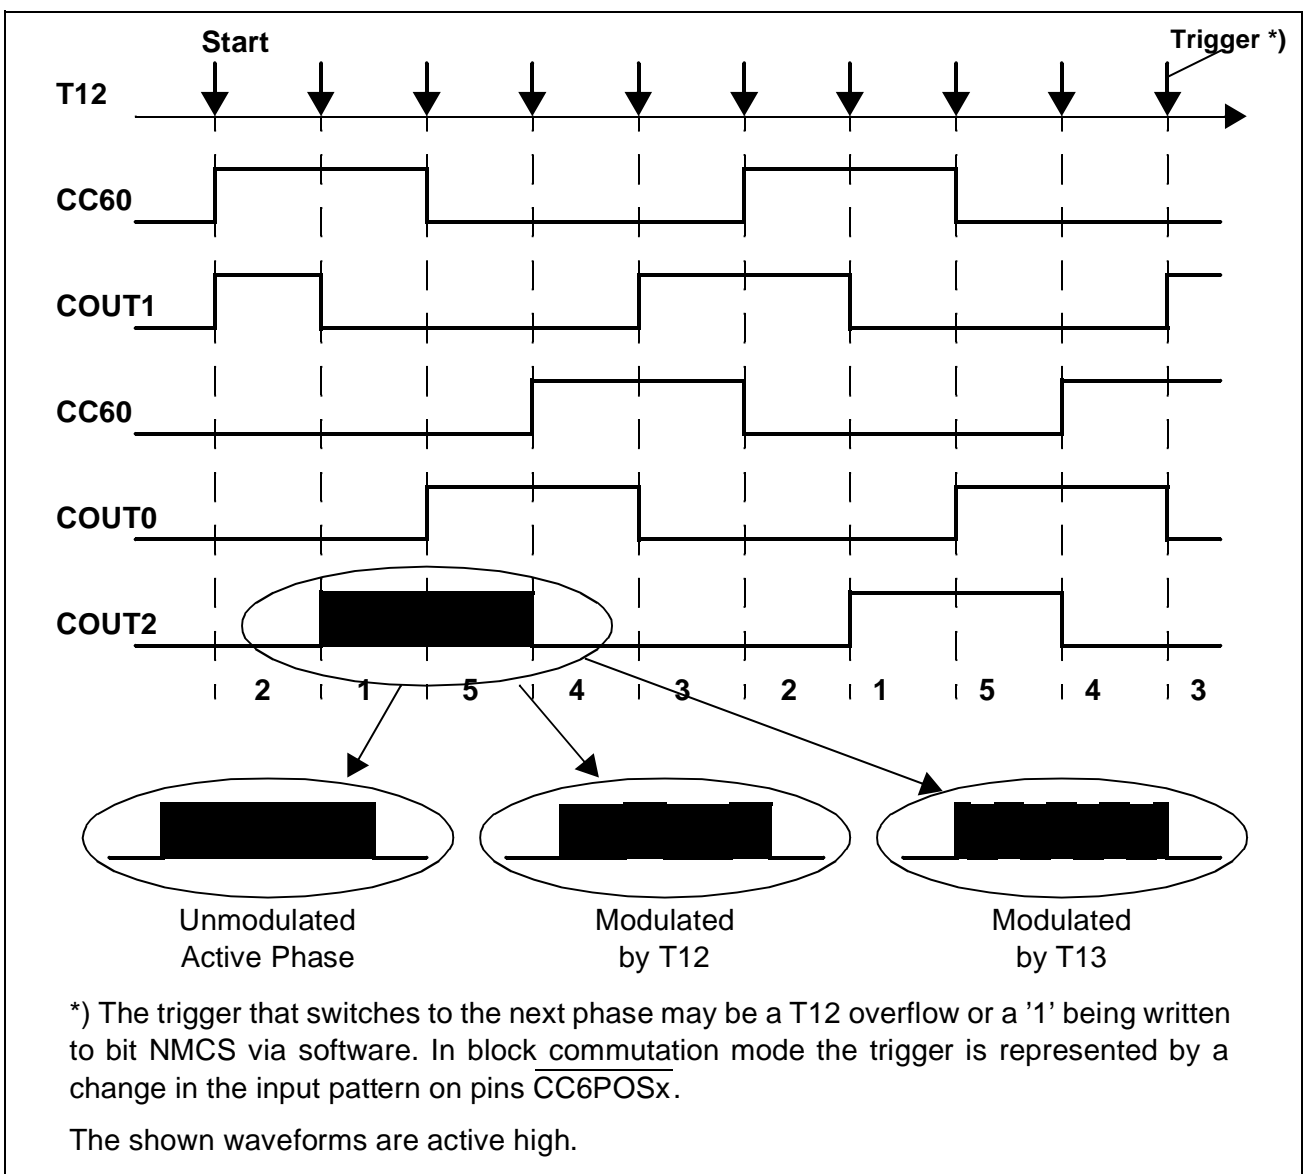 Start
Trigger *)
T12
CC60
COUT1
CC60
COUT0
COUT2
2 1 5 4 3 2 1 5 4 3
Unmodulated
Active Phase
Modulated
by T12
Modulated
by T13
*) The trigger that switches to the next phase may be a T12 overflow or a ’1’ being written
to bit NMCS via software. In block commutation mode the trigger is represented by a
change in the input pattern on pins CC6POSx.
The shown waveforms are active high.